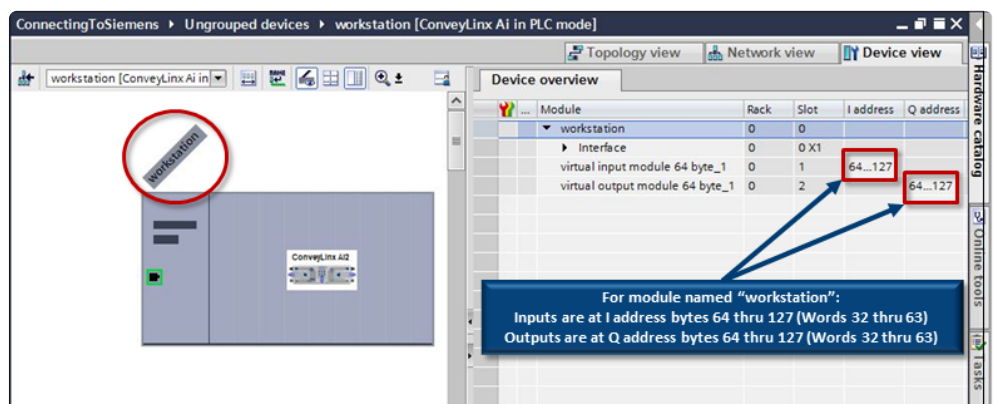 ConnectingToSiemens ▸ Ungrouped devices ▸ workstation [ConveyLinx Ai in PLC mode]
Topology view Network view Device view
workstation [ConveyLinx Ai in
Device overview
... Module Rack Slot I address Q address
workstation 0 0
Interface 0 0 X1
virtual input module 64 byte_1 0 1 64...127
virtual output module 64 byte_1 0 2 64...127
workstation
ConveyLinx Ai2
For module named “workstation”:
Inputs are at I address bytes 64 thru 127 (Words 32 thru 63)
Outputs are at Q address bytes 64 thru 127 (Words 32 thru 63)
Hardware catalog
Online tools
Tasks